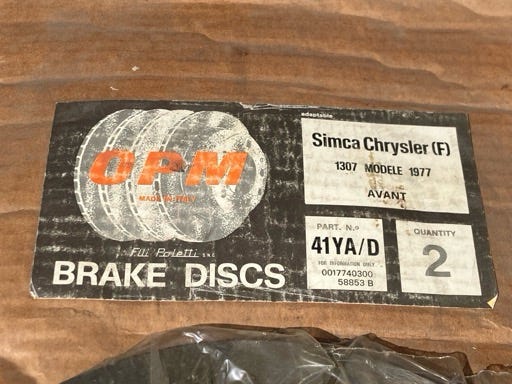 OPM
MADE IN ITALY
F.lli Poletti s.n.c.
BRAKE DISCS
adaptable
Simca Chrysler (F)
1307 MODELE 1977
AVANT
PART. N.º
41YA/D
FOR INFORMATION ONLY
0017740300
58853 B
QUANTITY
2